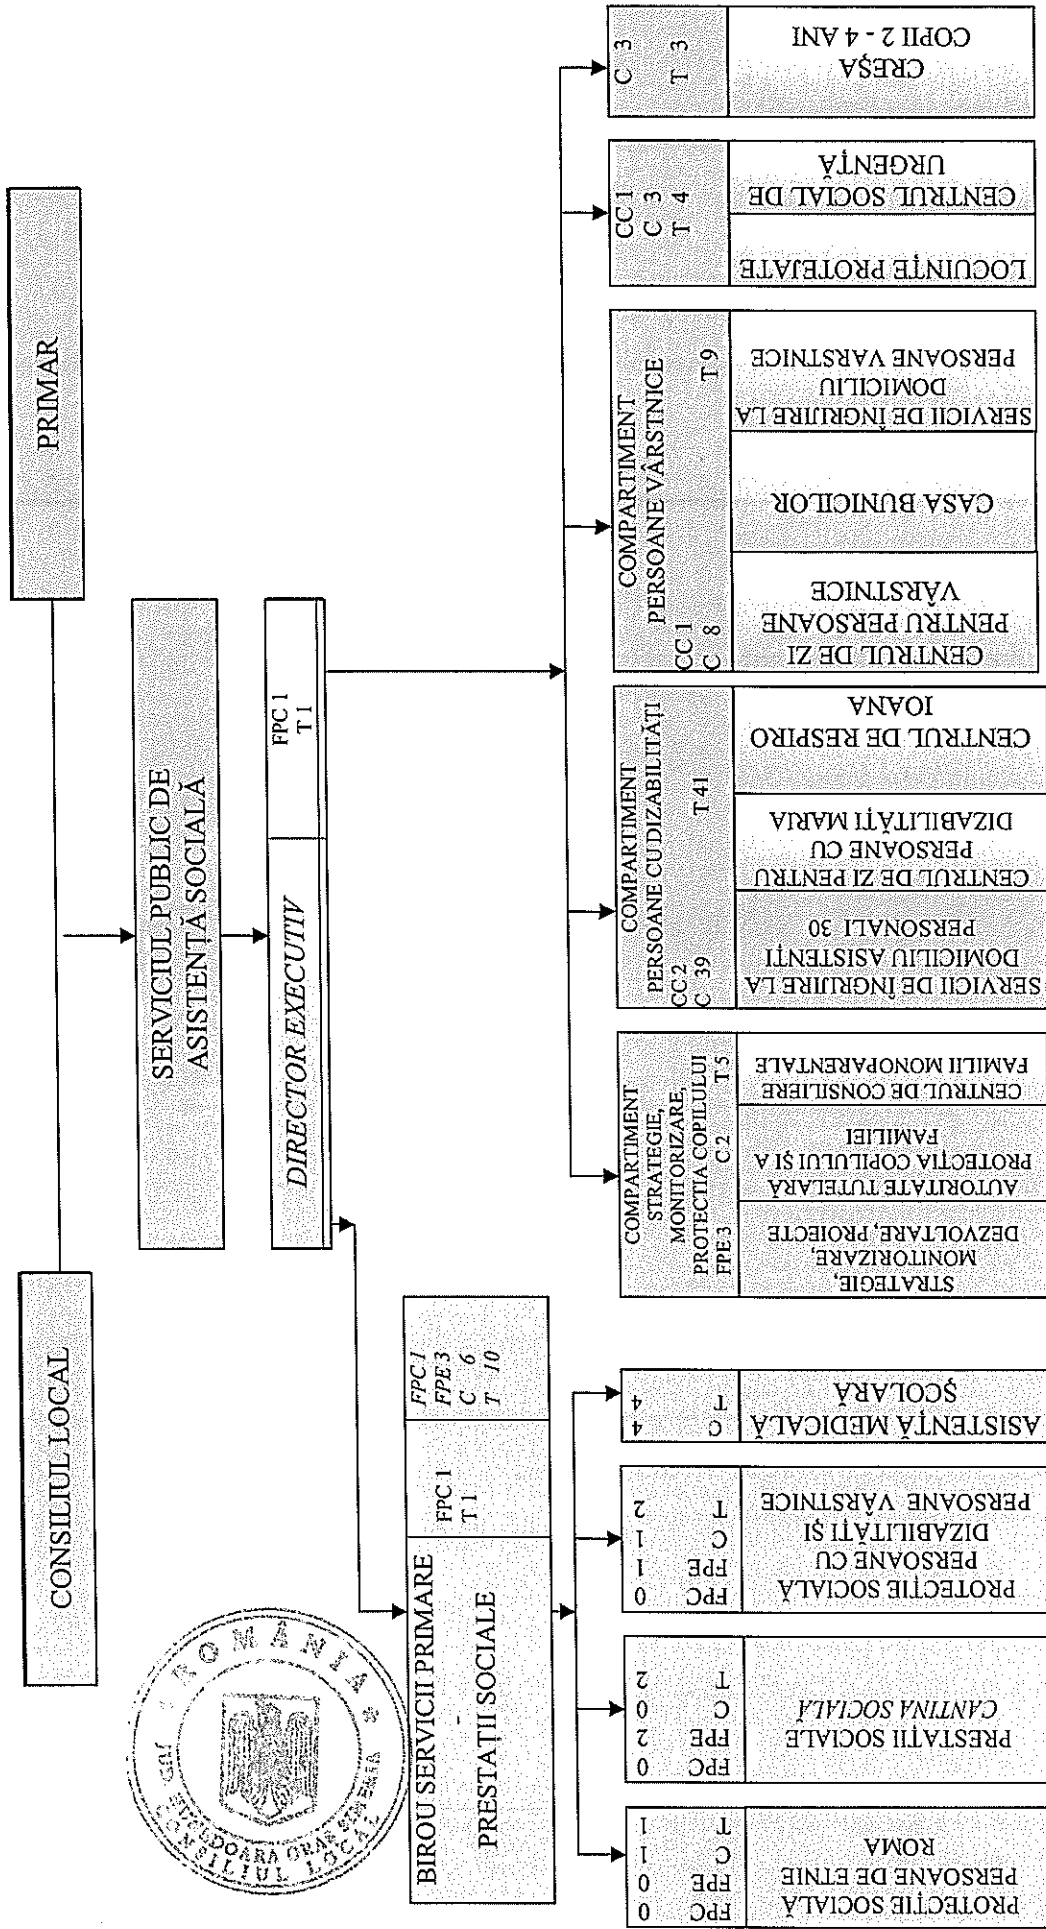 CONSILIUL LOCAL
PRIMAR
SERVICIUL PUBLIC DE
ASISTENȚĂ SOCIALĂ
DIRECTOR EXECUTIV
FPC 1
T 1
ROMÂNIA
CONSILIUL LOCAL
BIROU SERVICII PRIMARE
-
PRESTAȚII SOCIALE
FPC 1
T 1
FPC 1
FPE 3
C 6
T 10
FPC 0
FPE 0
C 1
T 1
PROTECȚIE SOCIALĂ
PERSOANE DE ETNIE
ROMA
FPC 0
FPE 2
C 0
T 2
PRESTAȚII SOCIALE
CANTINA SOCIALĂ
FPC 0
FPE 1
C 1
T 2
PROTECȚIE SOCIALĂ
PERSOANE CU
DIZABILITĂȚI ȘI
PERSOANE VÂRSTNICE
C 4
T 4
ASISTENȚĂ MEDICALĂ
ȘCOLARĂ
COMPARTIMENT
STRATEGIE,
MONITORIZARE,
PROTECTIA COPILULUI
FPE 3 C 2 T 5
STRATEGIE,
MONITORIZARE,
DEZVOLTARE, PROIECTE
AUTORITATE TUTELARĂ
PROTECȚIA COPILULUI ȘI A
FAMILIEI
CENTRUL DE CONSILIERE
FAMILII MONOPARENTALE
COMPARTIMENT
PERSOANE CU DIZABILITĂȚI
CC 2
C 39 T 41
SERVICII DE ÎNGRIJIRE LA
DOMICILIU ASISTENȚI
PERSONALI 30
CENTRUL DE ZI PENTRU
PERSOANE CU
DIZABILITĂȚI MARIA
CENTRUL DE RESPIRO
IOANA
COMPARTIMENT
PERSOANE VÂRSTNICE
CC 1
C 8 T 9
CENTRUL DE ZI
PENTRU PERSOANE
VÂRSTNICE
CASA BUNICILOR
SERVICII DE ÎNGRIJIRE LA
DOMICILIU
PERSOANE VARSTNICE
CC 1
C 3
T 4
LOCUINȚE PROTEJATE
CENTRUL SOCIAL DE
URGENȚĂ
C 3
T 3
CREȘA
COPII 2 - 4 ANI